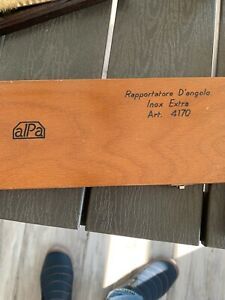 alPa
Rapportatore D'angolo
Inox Extra
Art. 4170